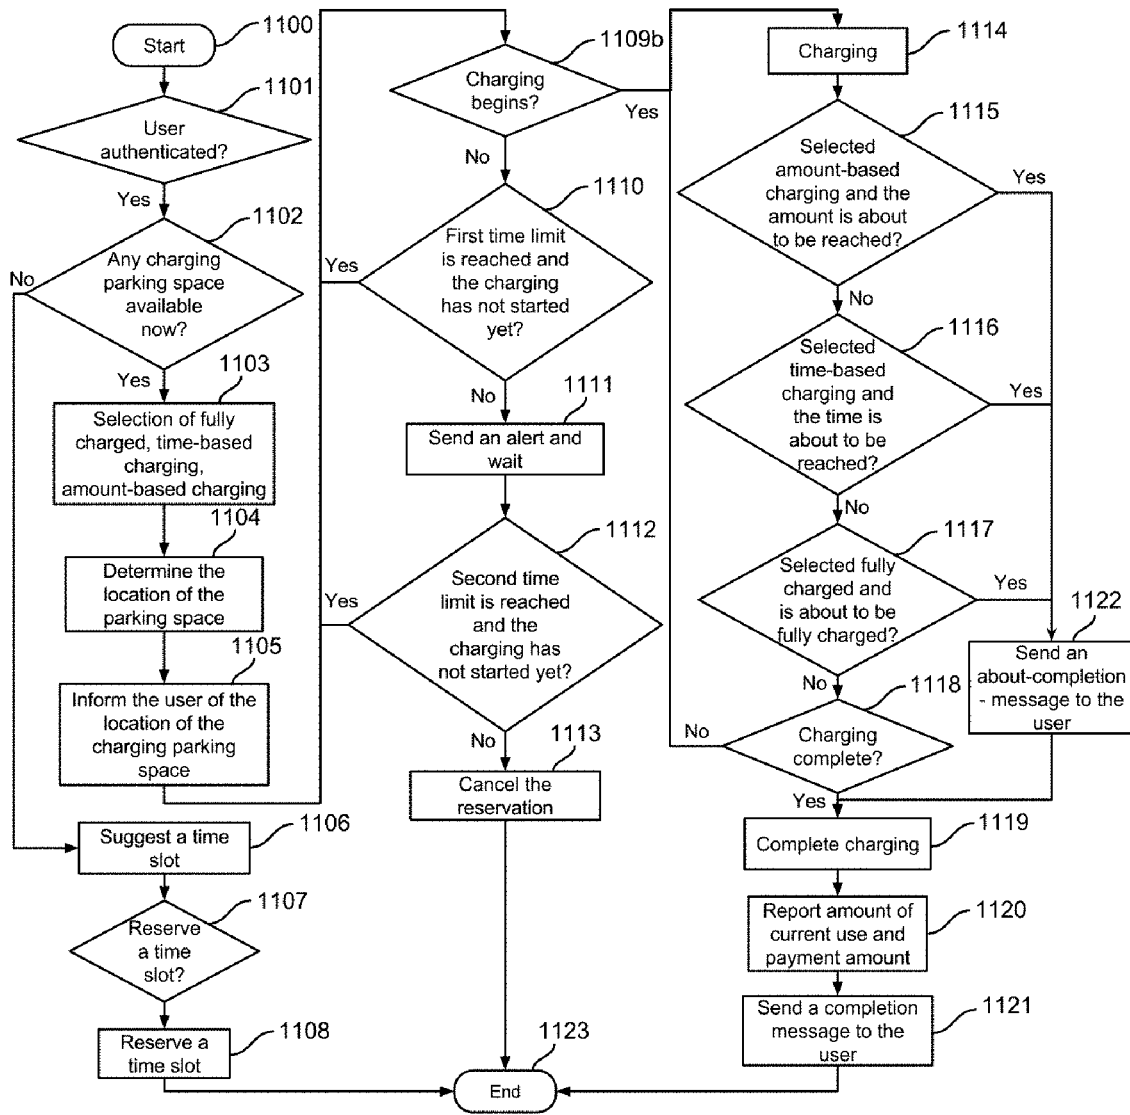 Start
1100
User
authenticated?
1101
Yes
Any charging
parking space
available
now?
1102
No
Yes
1103
Selection of fully
charged, time-based
charging,
amount-based charging
1104
Determine the
location of the
parking space
1105
Inform the user of the
location of the
charging parking
space
Suggest a time
slot
1106
Reserve
a time
slot?
1107
Reserve a
time slot
1108
Charging
begins?
1109b
Yes
No
First time limit
is reached and
the charging
has not started
yet?
1110
Yes
No
1111
Send an alert and
wait
Second time
limit is reached
and the
charging has
not started yet?
1112
Yes
No
1113
Cancel the
reservation
1123
End
Charging
1114
Selected
amount-based
charging and the
amount is about
to be reached?
1115
Yes
No
Selected
time-based
charging and
the time is
about to be
reached?
1116
Yes
No
Selected fully
charged and
is about to be
fully charged?
1117
Yes
No
1122
Send an
about-completion
- message to the
user
Charging
complete?
1118
No
Yes
Complete charging
1119
Report amount of
current use and
payment amount
1120
Send a completion
message to the
user
1121